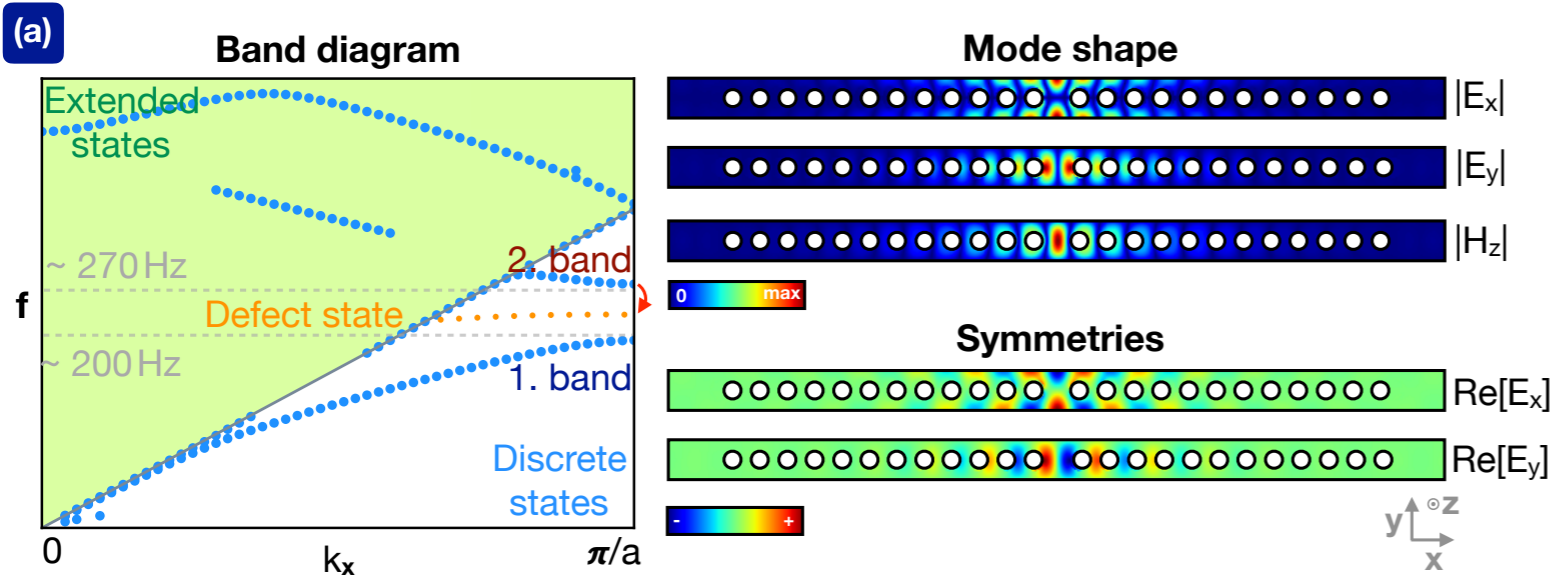 (a)
Band diagram
Extended
states
~ 270 Hz
2. band
f
Defect state
~ 200 Hz
1. band
Discrete
states
0
kx
π/a
Mode shape
|Ex|
|Ey|
|Hz|
0
max
Symmetries
Re[Ex]
Re[Ey]
-
+
y
z
x